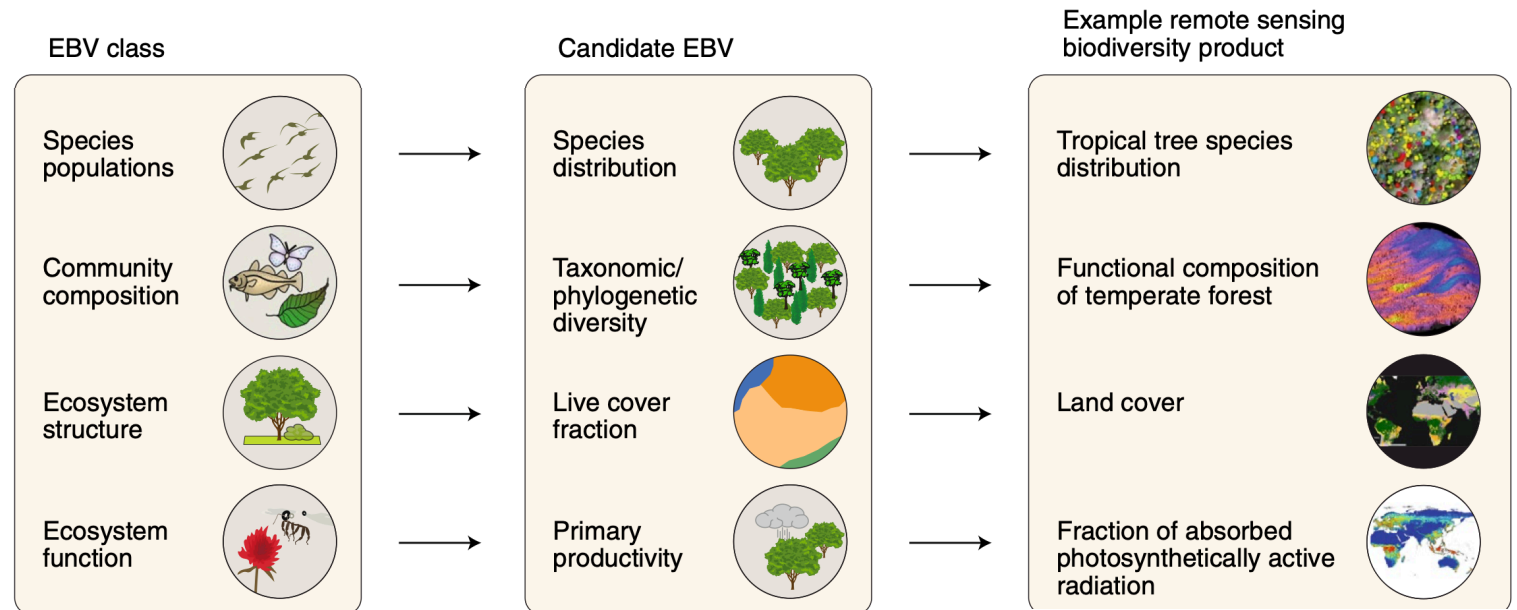 EBV class
Candidate EBV
Example remote sensing
biodiversity product
Species
populations
Species
distribution
Tropical tree species
distribution
Community
composition
Taxonomic/
phylogenetic
diversity
Functional composition
of temperate forest
Ecosystem
structure
Live cover
fraction
Land cover
Ecosystem
function
Primary
productivity
Fraction of absorbed
photosynthetically active
radiation